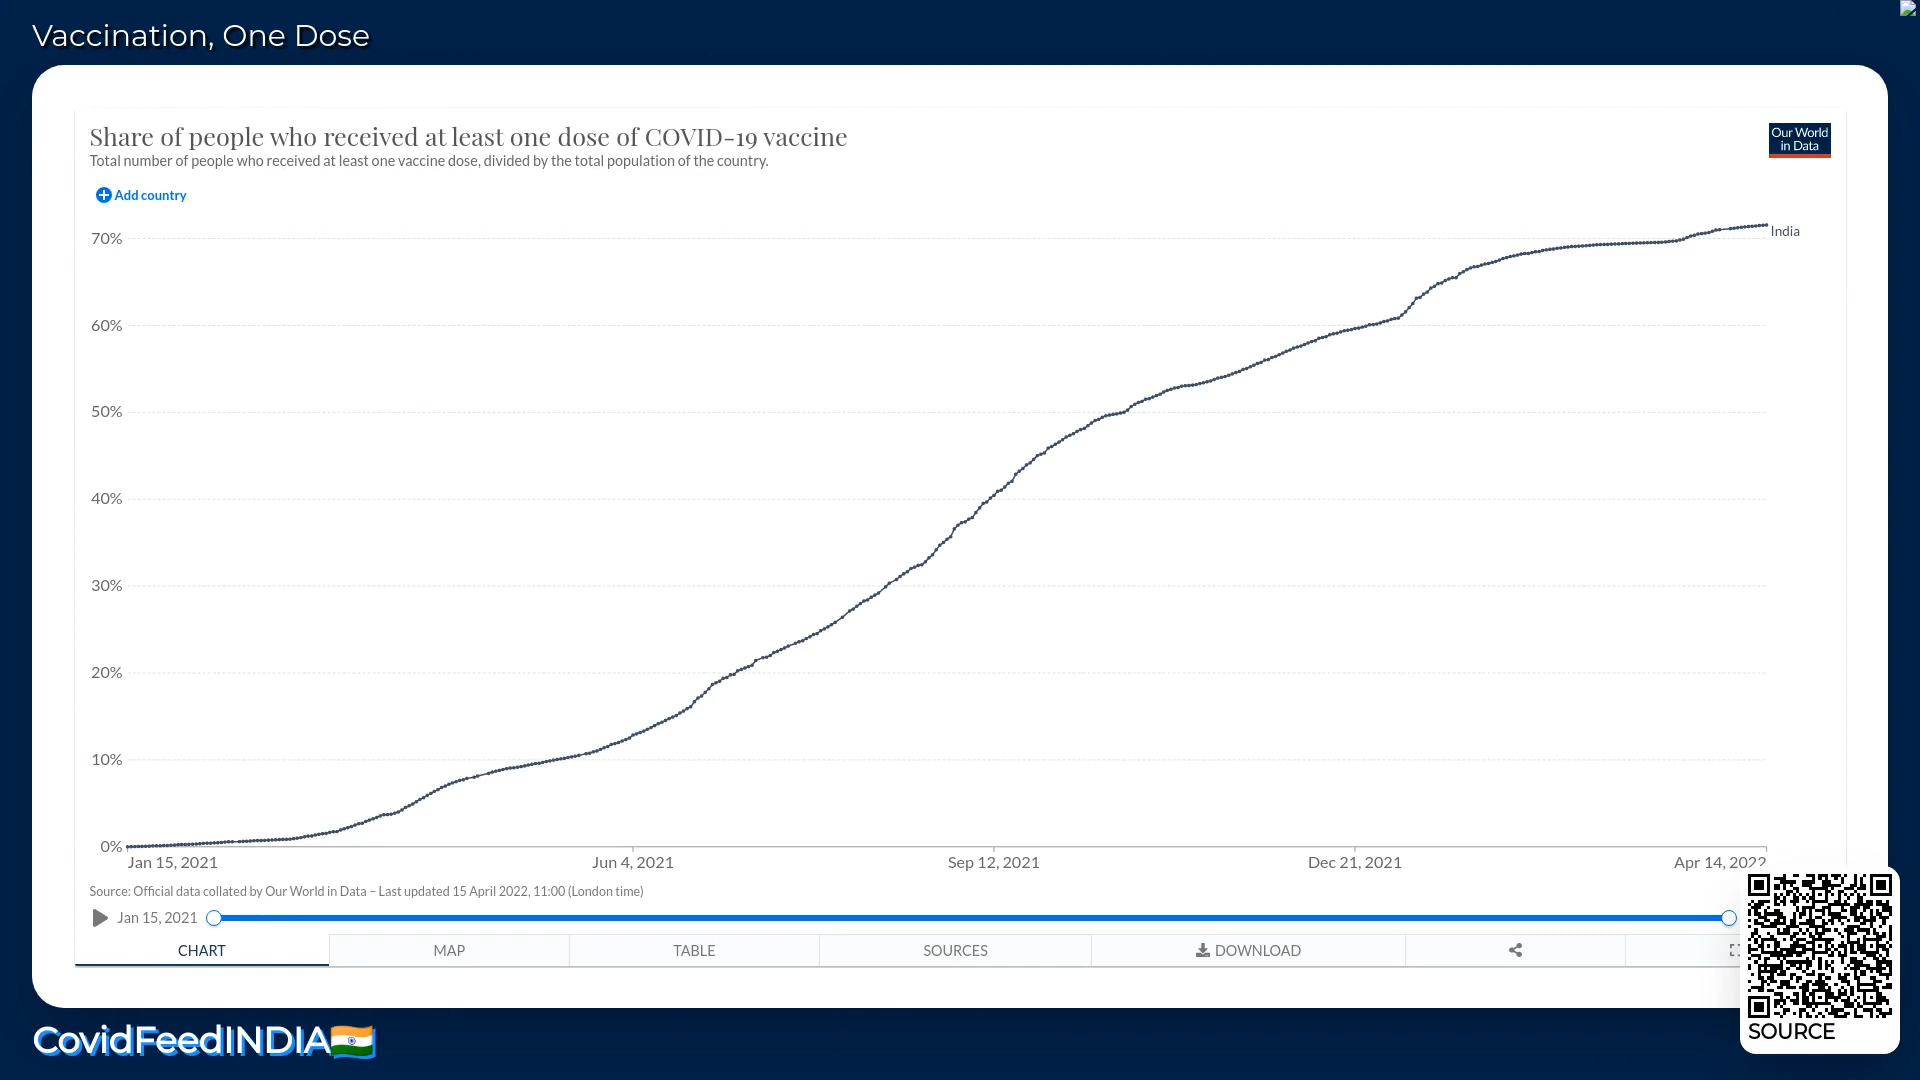 Vaccination, One Dose
Share of people who received at least one dose of COVID-19 vaccine
Total number of people who received at least one vaccine dose, divided by the total population of the country.
Our World
in Data
Add country
70%
India
60%
50%
40%
30%
20%
10%
0%
Jan 15, 2021
Jun 4, 2021
Sep 12, 2021
Dec 21, 2021
Apr 14, 2022
Source: Official data collated by Our World in Data – Last updated 15 April 2022, 11:00 (London time)
Jan 15, 2021
CHART
MAP
TABLE
SOURCES
DOWNLOAD
SOURCE
CovidFeedINDIA🇮🇳